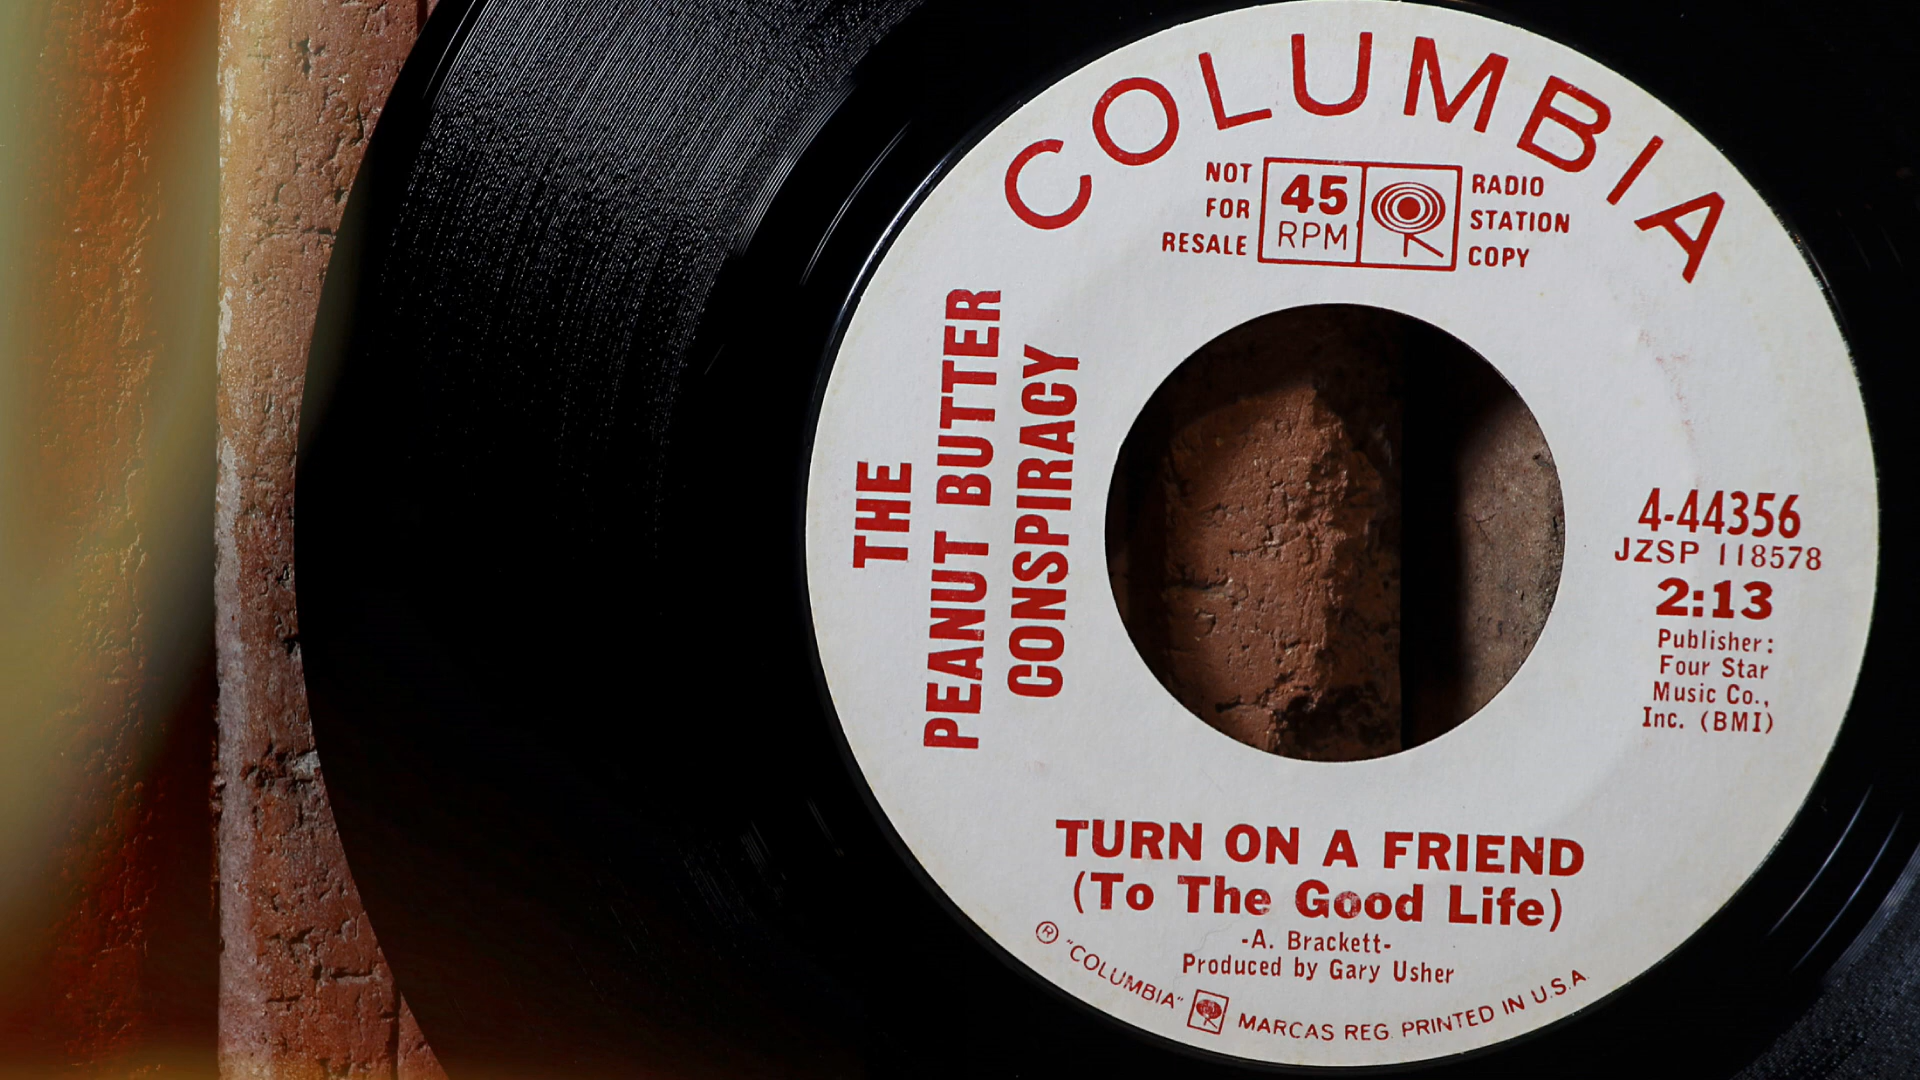 COLUMBIA
NOT
FOR
RESALE
45
RPM
RADIO
STATION
COPY
THE
PEANUT BUTTER
CONSPIRACY
4-44356
JZSP 118578
2:13
Publisher:
Four Star
Music Co.,
Inc. (BMI)
TURN ON A FRIEND
(To The Good Life)
-A. Brackett-
Produced by Gary Usher
® "COLUMBIA" MARCAS REG. PRINTED IN U.S.A.